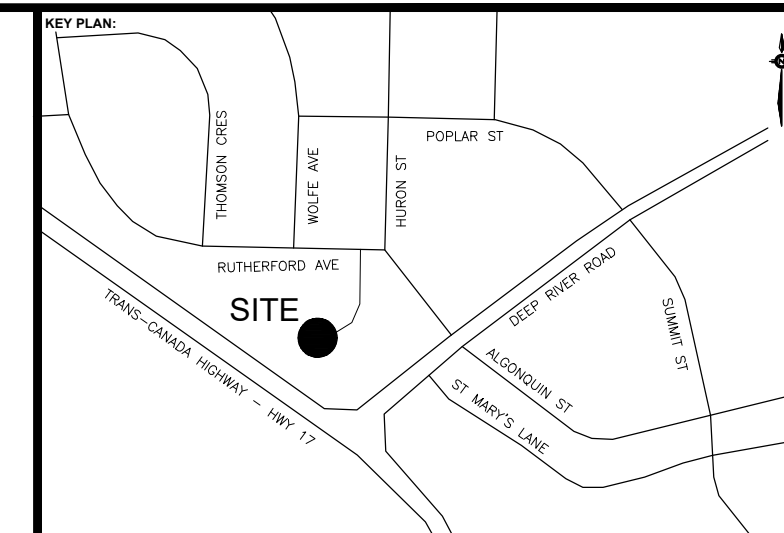 KEY PLAN:
THOMSON CRES
WOLFE AVE
HURON ST
POPLAR ST
RUTHERFORD AVE
SITE
DEEP RIVER ROAD
TRANS-CANADA HIGHWAY – HWY 17
SUMMIT ST
ALGONQUIN ST
ST MARY'S LANE